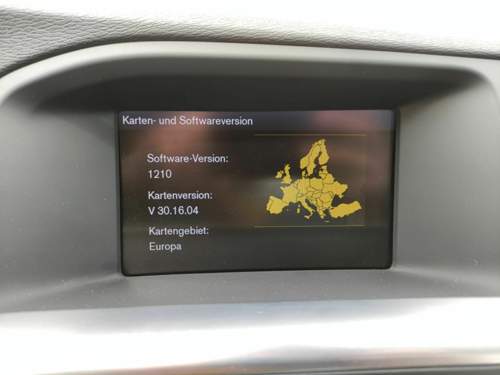 Karten- und Softwareversion
Software-Version:
1210
Kartenversion:
V 30.16.04
Kartengebiet:
Europa